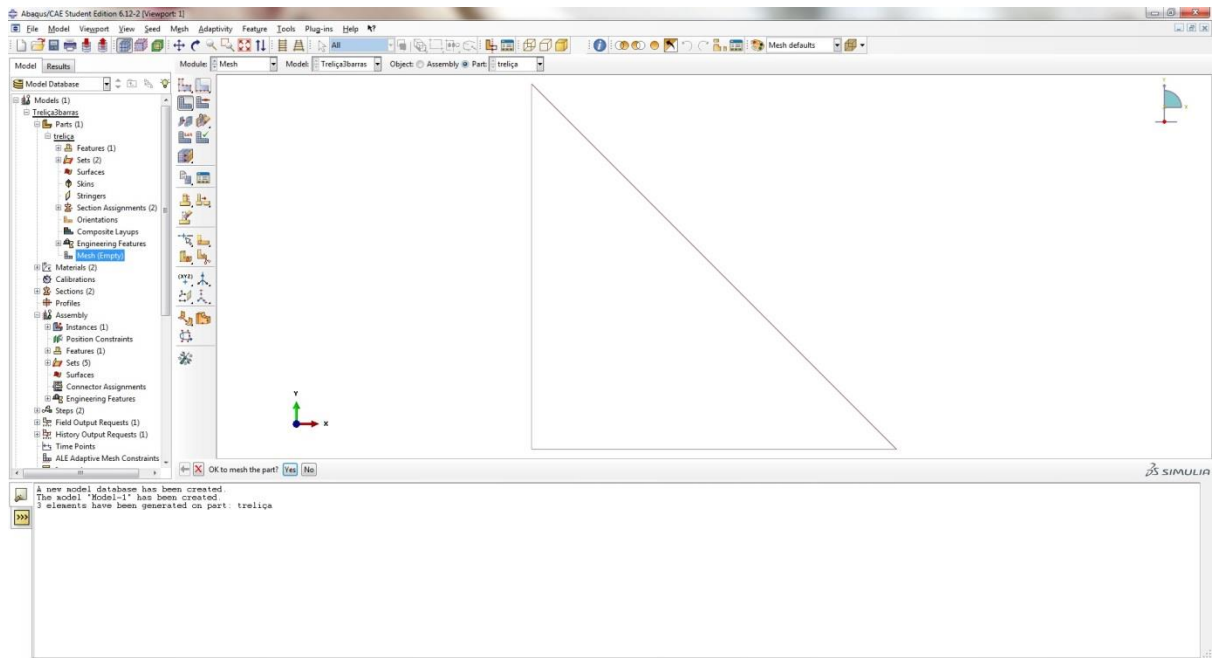 Abaqus/CAE Student Edition 6.12-2 [Viewport: 1]
File Model Viewport View Seed Mesh Adaptivity Feature Tools Plug-ins Help
All Mesh defaults
Model Results Module: Mesh Model: Treliça3barras Object: Assembly Part: treliça
Model Database
Models (1)
Treliça3barras
Parts (1)
treliça
Features (1)
Sets (2)
Surfaces
Skins
Stringers
Section Assignments (2)
Orientations
Composite Layups
Engineering Features
Mesh (Empty)
Materials (2)
Calibrations
Sections (2)
Profiles
Assembly
Instances (1)
Position Constraints
Features (1)
Sets (5)
Surfaces
Connector Assignments
Engineering Features
Steps (2)
Field Output Requests (1)
History Output Requests (1)
Time Points
ALE Adaptive Mesh Constraints
(XYZ)
Y
X
OK to mesh the part? Yes No
SIMULIA
A new model database has been created.
The model "Model-1" has been created.
3 elements have been generated on part: treliça
>>>